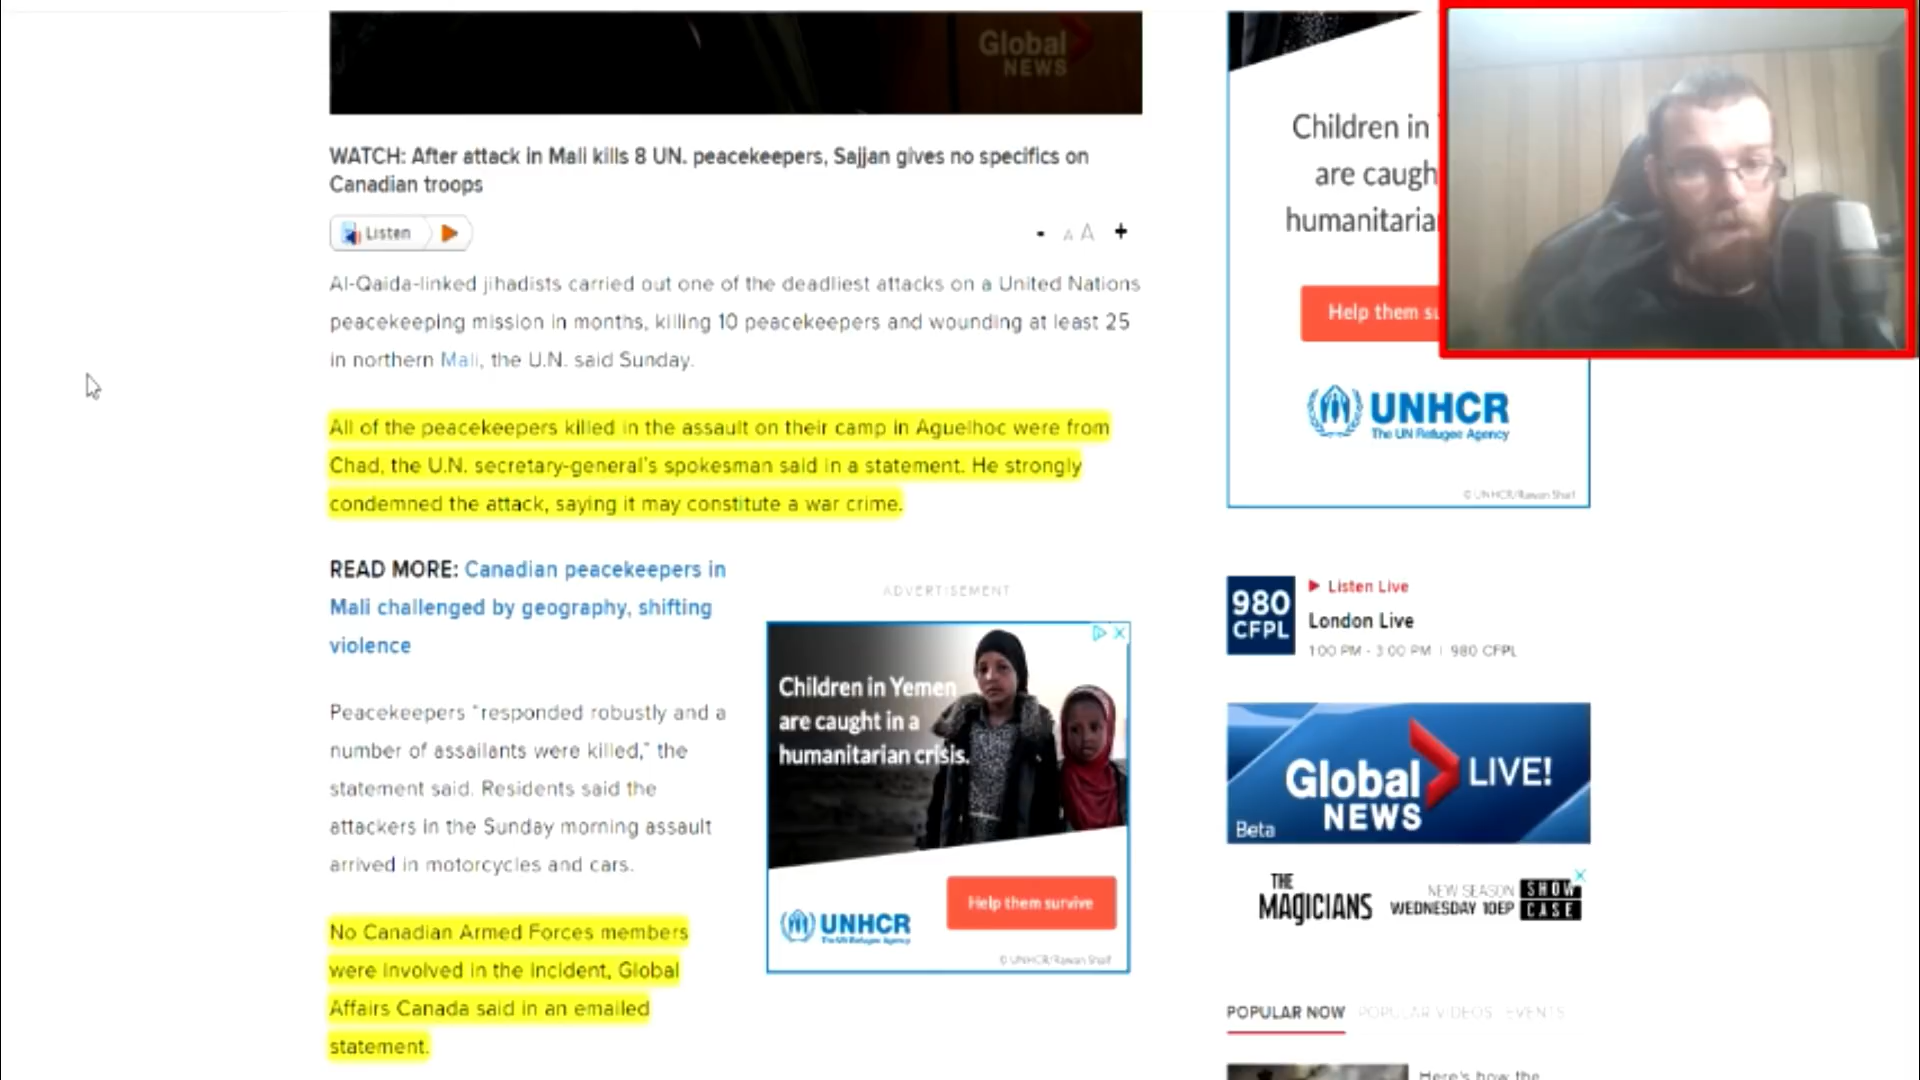 Global
NEWS
WATCH: After attack in Mali kills 8 UN. peacekeepers, Sajjan gives no specifics on
Canadian troops
Listen
- A A +
Al-Qaida-linked jihadists carried out one of the deadliest attacks on a United Nations
peacekeeping mission in months, killing 10 peacekeepers and wounding at least 25
in northern Mali, the U.N. said Sunday.
All of the peacekeepers killed in the assault on their camp in Aguelhoc were from
Chad, the U.N. secretary-general's spokesman said in a statement. He strongly
condemned the attack, saying it may constitute a war crime.
READ MORE: Canadian peacekeepers in
Mali challenged by geography, shifting
violence
Peacekeepers "responded robustly and a
number of assailants were killed," the
statement said. Residents said the
attackers in the Sunday morning assault
arrived in motorcycles and cars.
No Canadian Armed Forces members
were involved in the incident, Global
Affairs Canada said in an emailed
statement.
ADVERTISEMENT
Children in Yemen
are caught in a
humanitarian crisis.
Help them survive
UNHCR
The UN Refugee Agency
© UNHCR/Rawan Sharif
Children in
are caugh
humanitaria
Help them su
UNHCR
The UN Refugee Agency
© UNHCR/Rawan Sharif
980
CFPL
Listen Live
London Live
1:00 PM - 3:00 PM | 980 CFPL
Global
NEWS
LIVE!
Beta
THE
MAGICIANS
NEW SEASON
WEDNESDAY 10EP
SHOW
CASE
POPULAR NOW POPULAR VIDEOS EVENTS
Here's how the